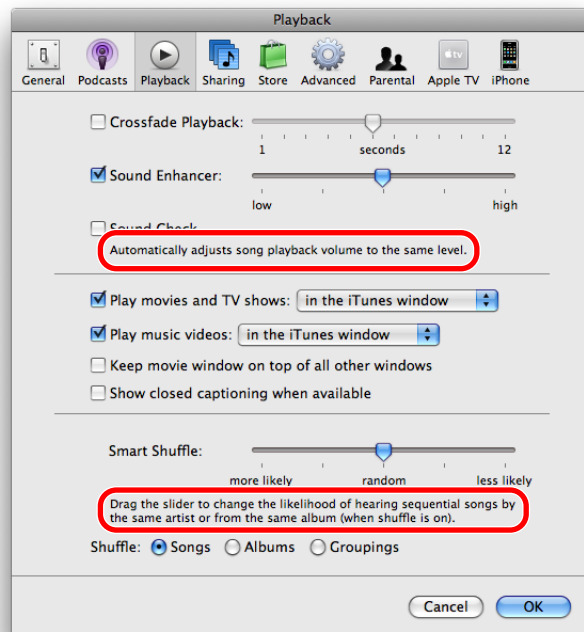 Playback
General Podcasts Playback Sharing Store Advanced Parental Apple TV iPhone
Crossfade Playback:
1 seconds 12
Sound Enhancer:
low high
Sound Check
Automatically adjusts song playback volume to the same level.
Play movies and TV shows: in the iTunes window
Play music videos: in the iTunes window
Keep movie window on top of all other windows
Show closed captioning when available
Smart Shuffle:
more likely random less likely
Drag the slider to change the likelihood of hearing sequential songs by
the same artist or from the same album (when shuffle is on).
Shuffle: Songs Albums Groupings
Cancel OK